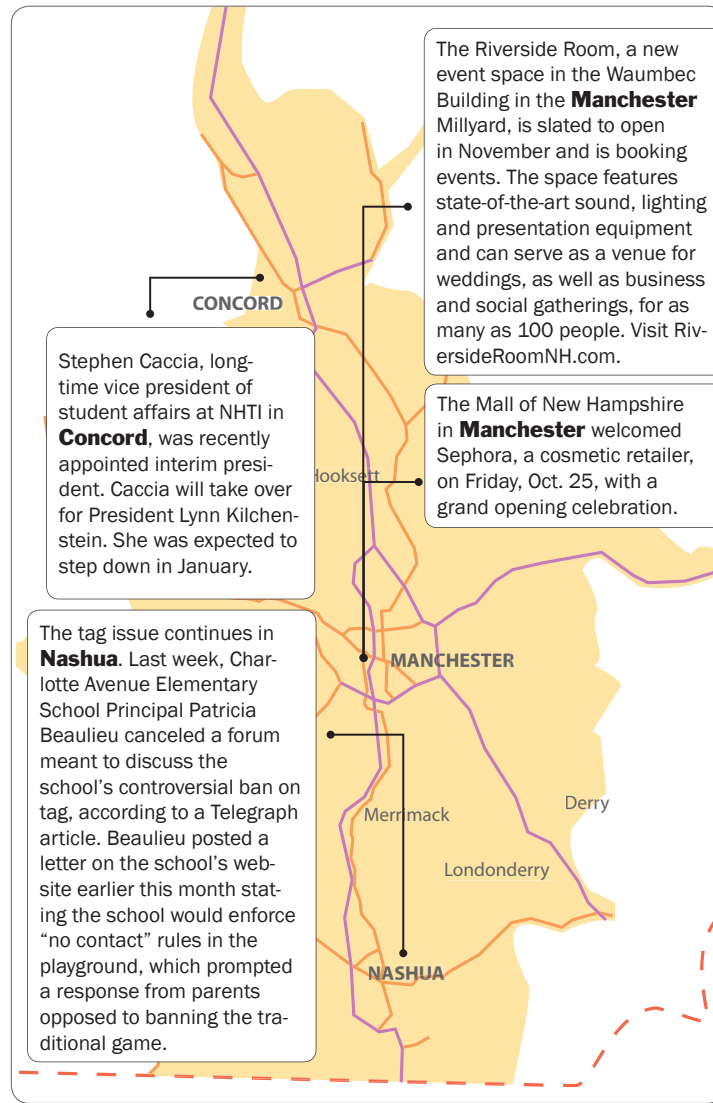 The Riverside Room, a new
event space in the Waumbec
Building in the Manchester
Millyard, is slated to open
in November and is booking
events. The space features
state-of-the-art sound, lighting
and presentation equipment
and can serve as a venue for
weddings, as well as business
and social gatherings, for as
many as 100 people. Visit Riv-
ersideRoomNH.com.
CONCORD
Stephen Caccia, long-
time vice president of
student affairs at NHTI in
Concord, was recently
appointed interim presi-
dent. Caccia will take over
for President Lynn Kilchen-
stein. She was expected to
step down in January.
The Mall of New Hampshire
in Manchester welcomed
Sephora, a cosmetic retailer,
on Friday, Oct. 25, with a
grand opening celebration.
Hooksett
The tag issue continues in
Nashua. Last week, Char-
lotte Avenue Elementary
School Principal Patricia
Beaulieu canceled a forum
meant to discuss the
school's controversial ban on
tag, according to a Telegraph
article. Beaulieu posted a
letter on the school's web-
site earlier this month stat-
ing the school would enforce
“no contact” rules in the
playground, which prompted
a response from parents
opposed to banning the tra-
ditional game.
MANCHESTER
Merrimack
Derry
Londonderry
NASHUA